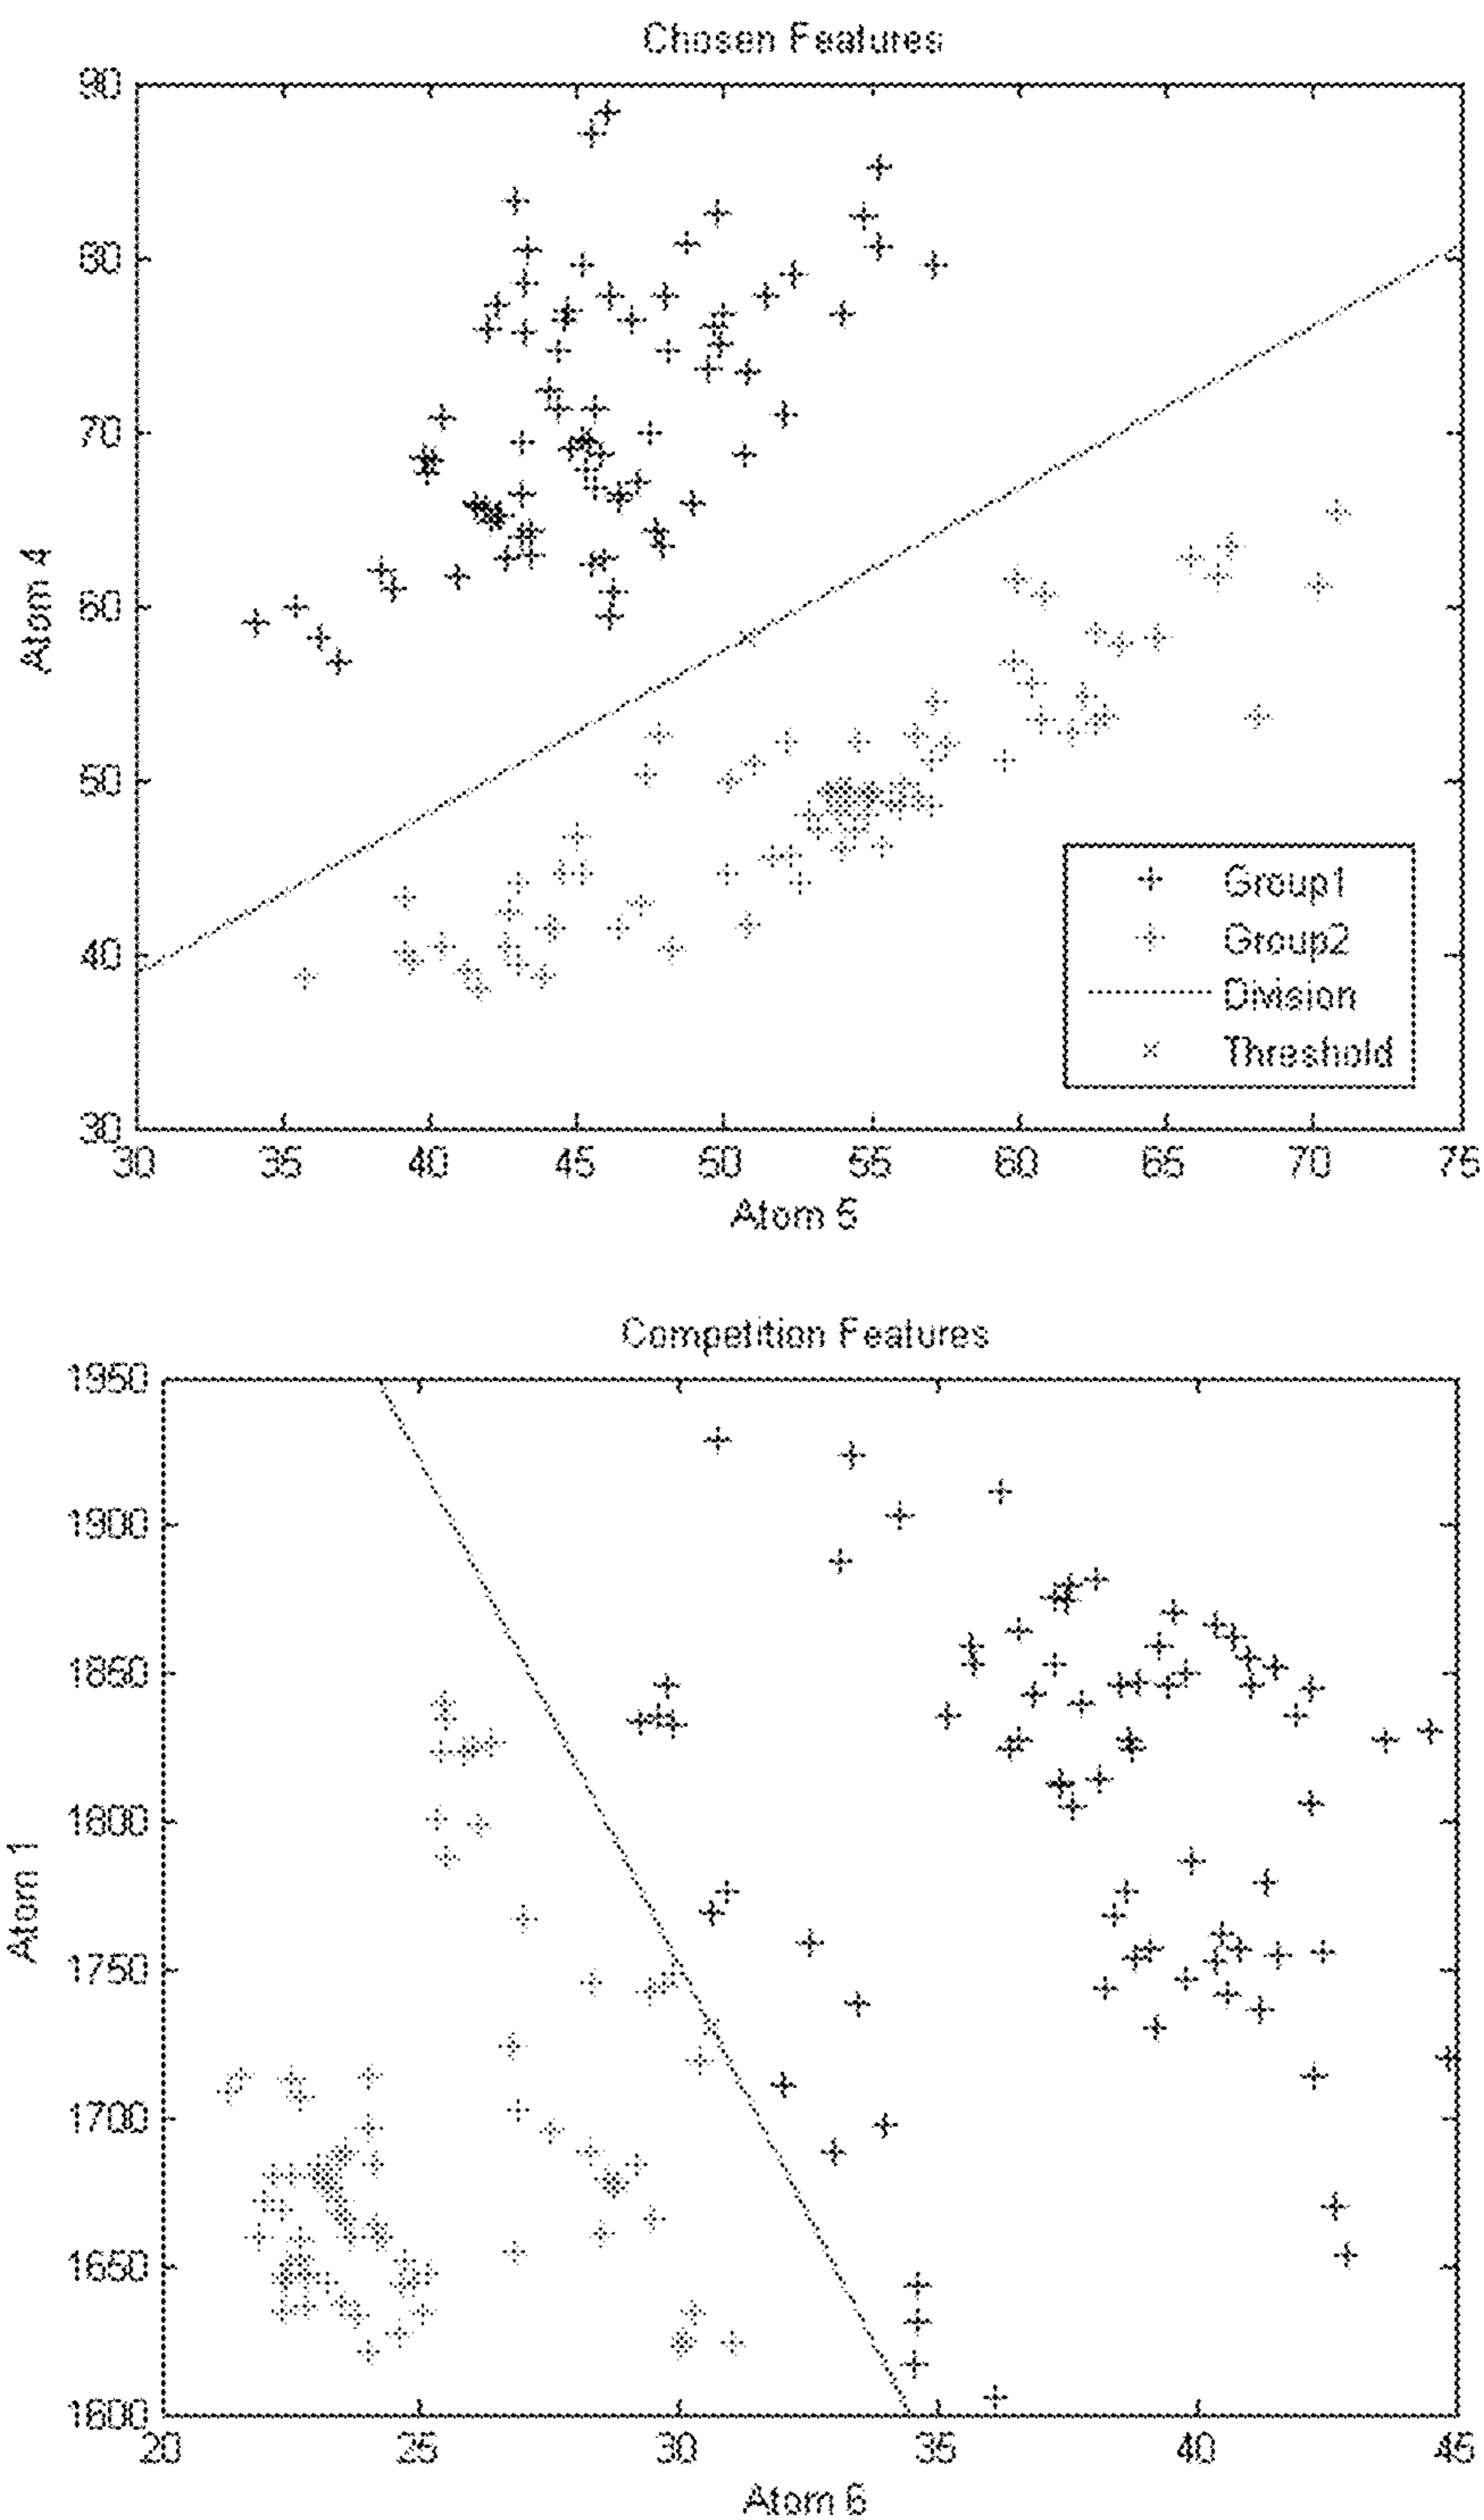 Chosen Features
90
80
70
60
50
40
30
Atom 4
Group1
Group2
Division
Threshold
30 35 40 45 50 55 60 65 70 75
Atom 5
Competition Features
1950
1900
1850
1800
1750
1700
1650
1600
Atom 1
20 25 30 35 40 45
Atom 6